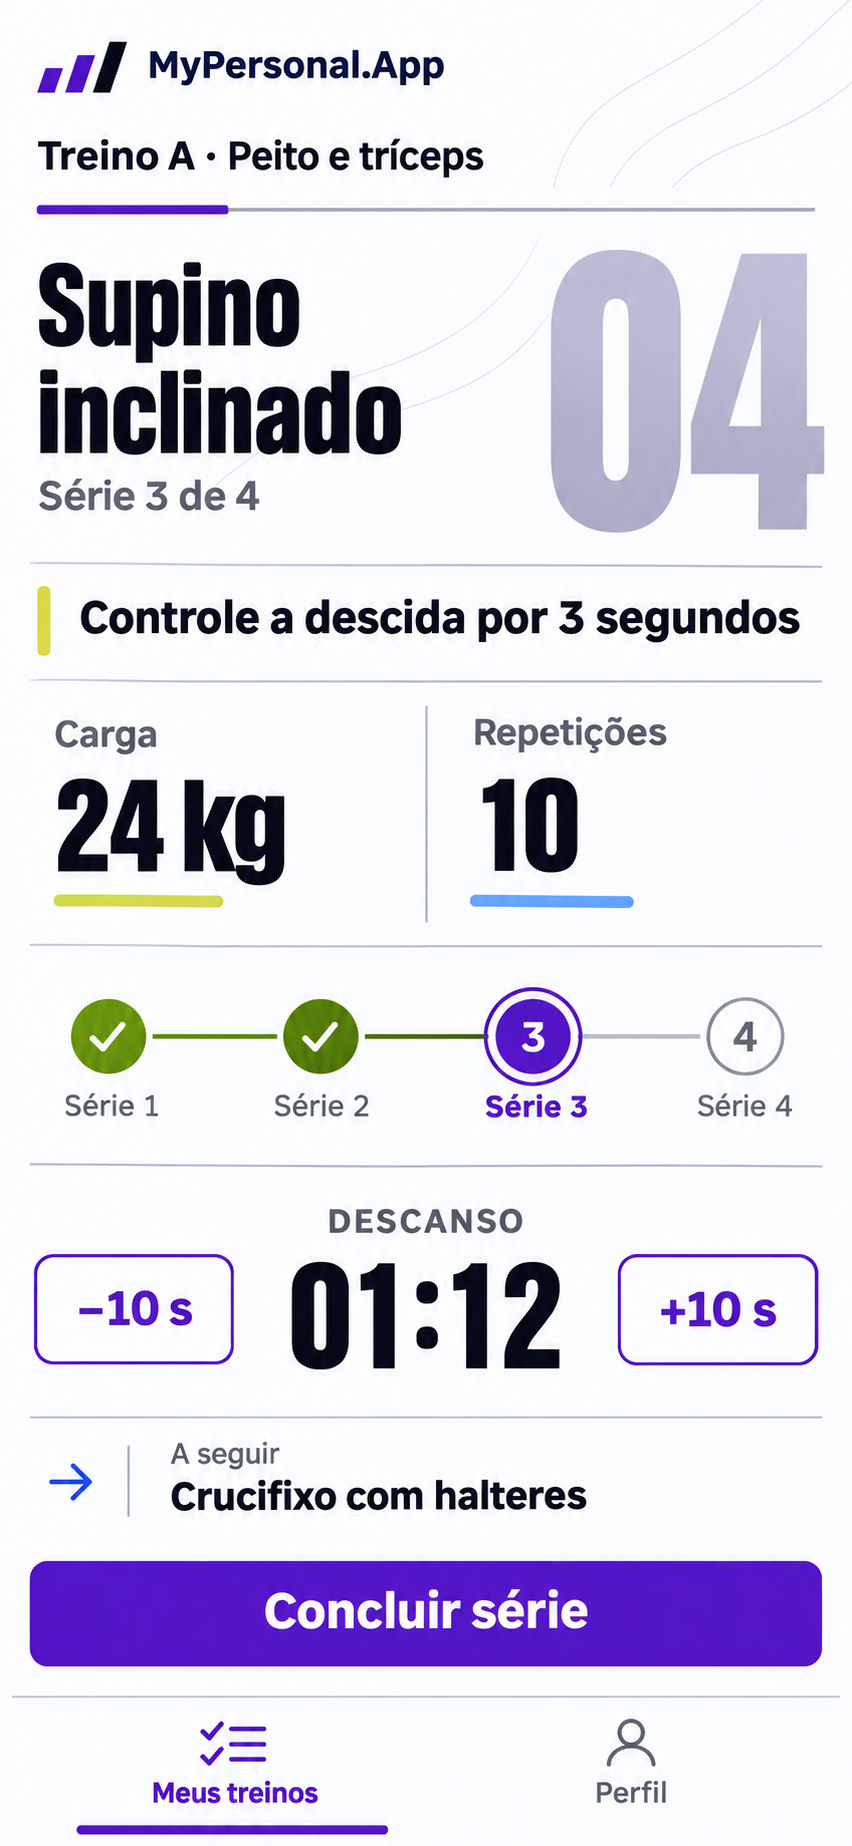 MyPersonal.App
Treino A · Peito e tríceps
Supino
inclinado
04
Série 3 de 4
Controle a descida por 3 segundos
Carga
24 kg
Repetições
10
3
4
Série 1
Série 2
Série 3
Série 4
DESCANSO
−10 s
01:12
+10 s
A seguir
Crucifixo com halteres
Concluir série
Meus treinos
Perfil